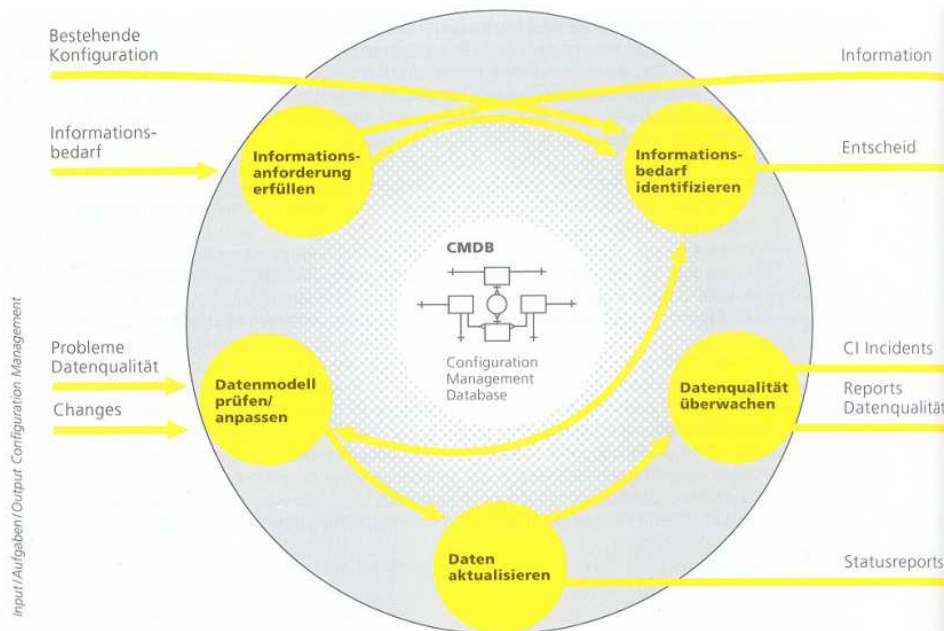 Bestehende
Konfiguration
Information
Informations-
bedarf
Entscheid
Informations-
anforderung
erfüllen
Informations-
bedarf
identifizieren
CMDB
Configuration
Management
Database
Probleme
Datenqualität
Changes
Datenmodell
prüfen/
anpassen
Datenqualität
überwachen
CI Incidents
Reports
Datenqualität
Daten
aktualisieren
Statusreports
Input/Aufgaben/Output Configuration Management